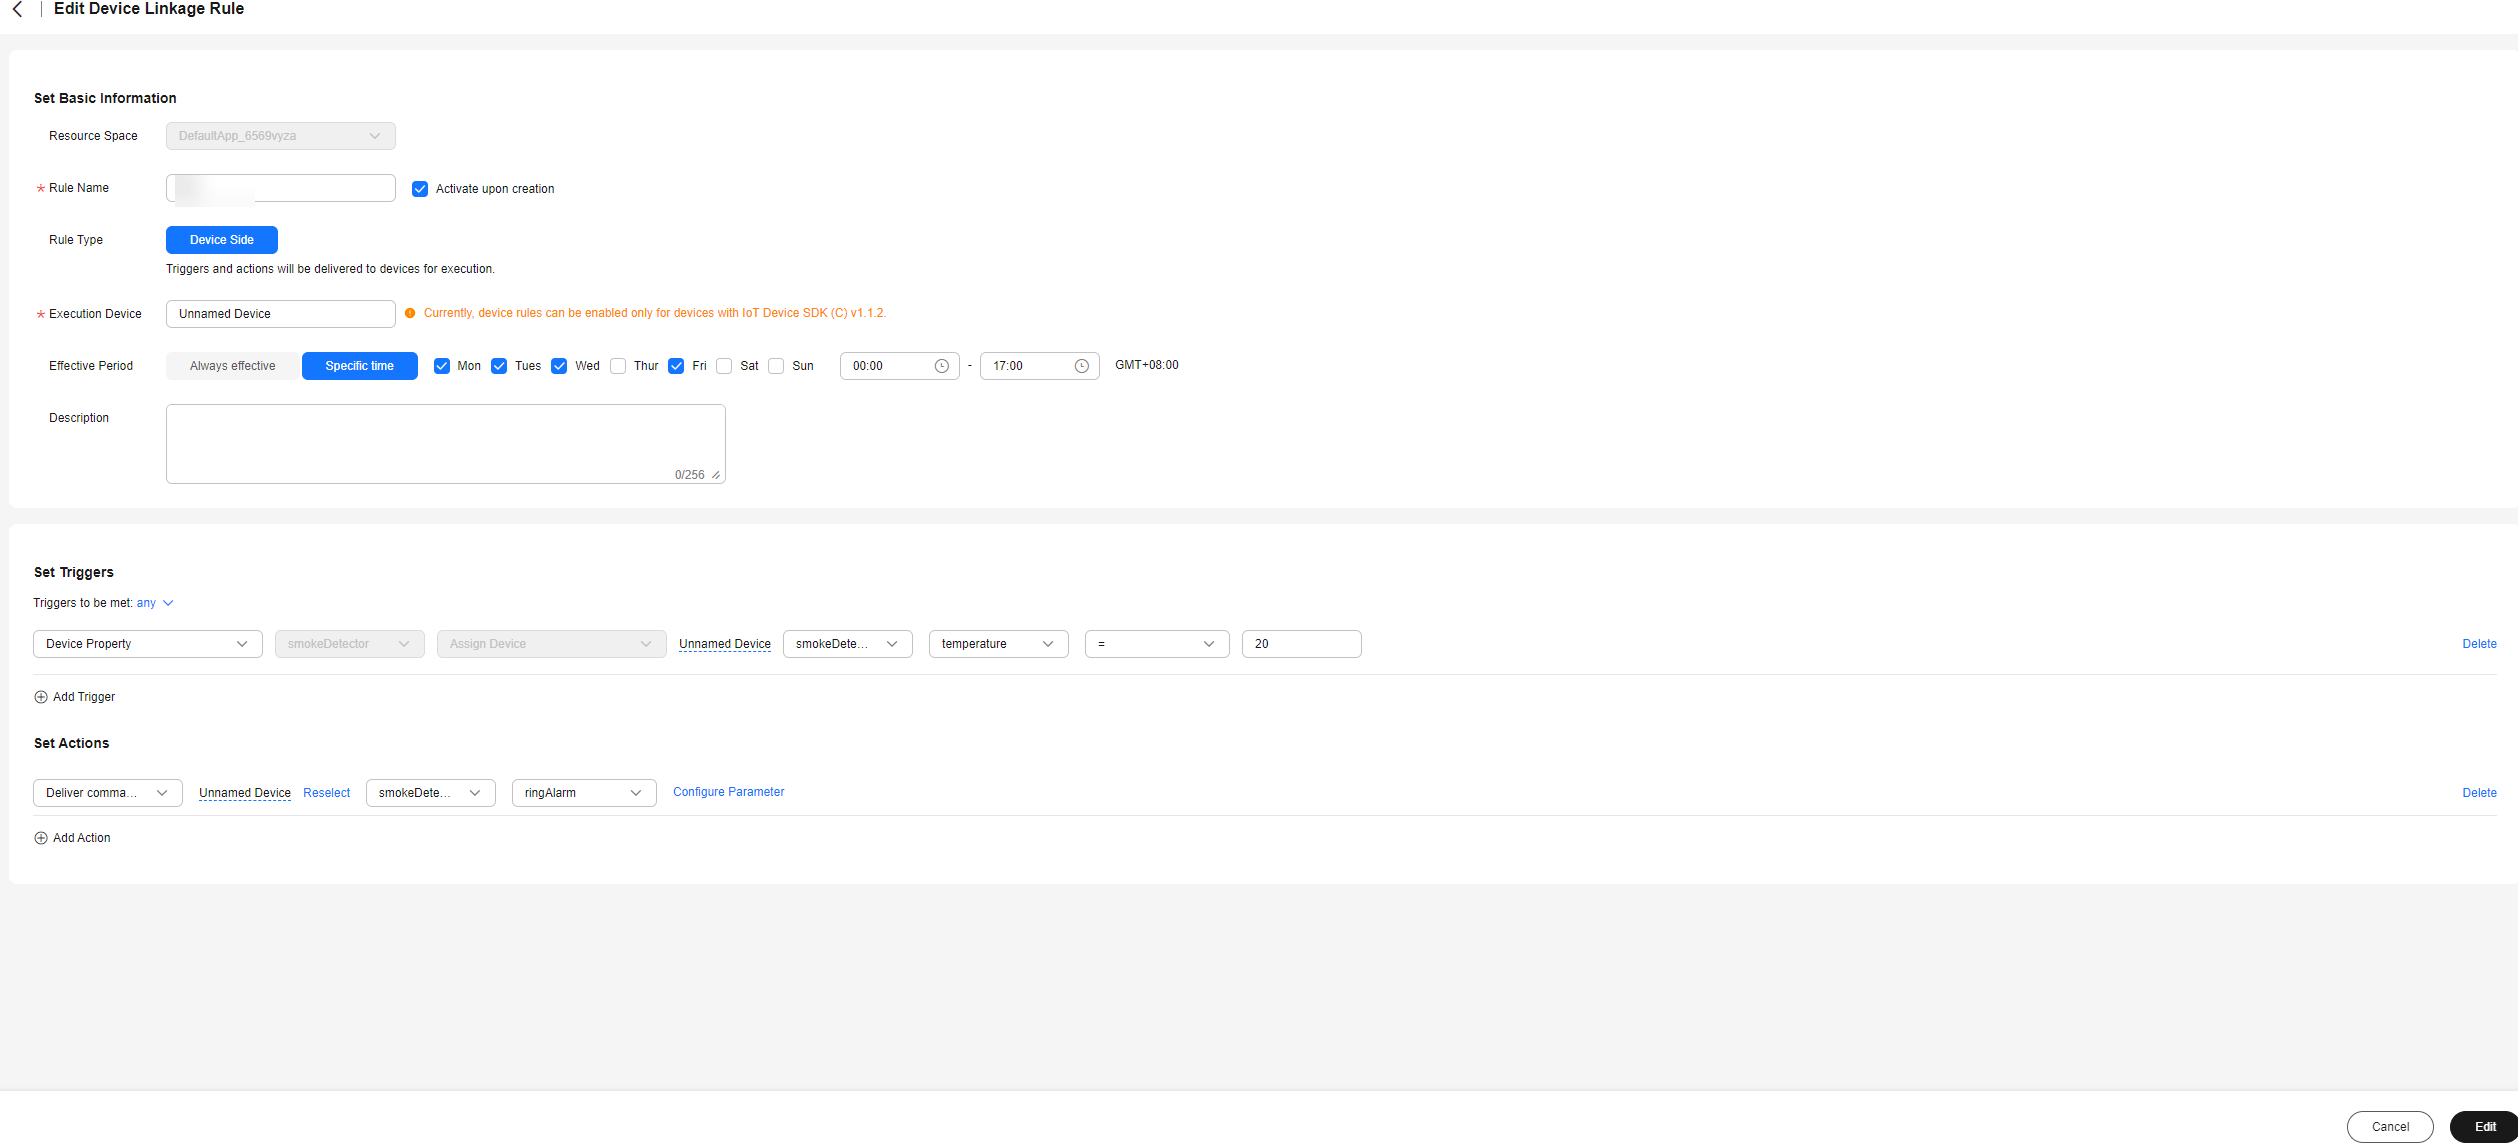 Edit Device Linkage Rule
Set Basic Information
Resource Space DefaultApp_6569vyza
* Rule Name Activate upon creation
Rule Type Device Side
Triggers and actions will be delivered to devices for execution.
* Execution Device Unnamed Device Currently, device rules can be enabled only for devices with IoT Device SDK (C) v1.1.2.
Effective Period Always effective Specific time Mon Tues Wed Thur Fri Sat Sun 00:00 - 17:00 GMT+08:00
Description
0/256
Set Triggers
Triggers to be met: any
Device Property smokeDetector Assign Device Unnamed Device smokeDete... temperature = 20 Delete
Add Trigger
Set Actions
Deliver comma... Unnamed Device Reselect smokeDete... ringAlarm Configure Parameter Delete
Add Action
Cancel Edit